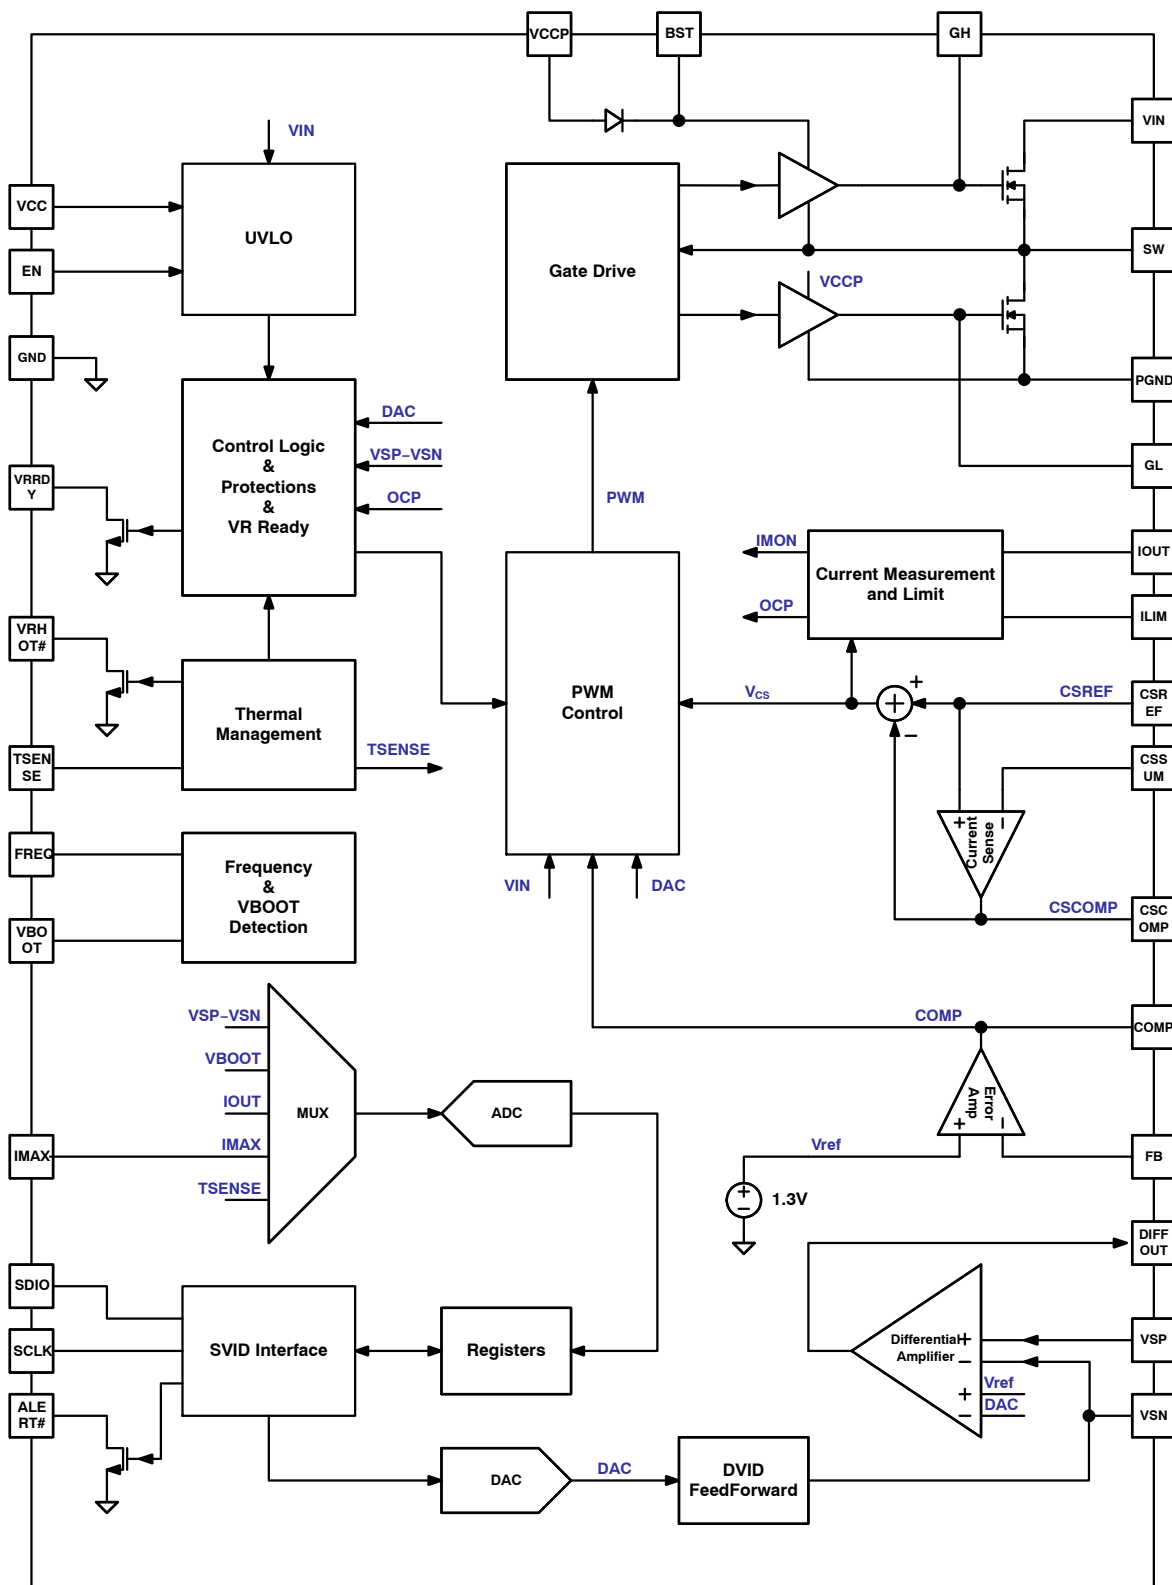 VCCP
BST
GH
VIN
VIN
VCC
UVLO
EN
Gate Drive
SW
VCCP
GND
PGND
DAC
Control Logic
&
Protections
&
VR Ready
VSP–VSN
OCP
GL
VRRD
Y
PWM
IMON
Current Measurement
and Limit
IOUT
OCP
ILIM
VRH
OT#
Thermal
Management
PWM
Control
VCS
+
+
–
CSREF
CSR
EF
TSENSE
TSEN
SE
CSS
UM
+
–
Current
Sense
FREQ
Frequency
&
VBOOT
Detection
VIN
DAC
CSCOMP
CSC
OMP
VBO
OT
VSP–VSN
VBOOT
IOUT
IMAX
TSENSE
MUX
ADC
COMP
COMP
Error
Amp
+
–
IMAX
Vref
FB
+
–
1.3V
DIFF
OUT
SDIO
SCLK
ALE
RT#
SVID Interface
Registers
Differential
Amplifier
+
–
+
–
Vref
DAC
VSP
VSN
DAC
DAC
DVID
FeedForward